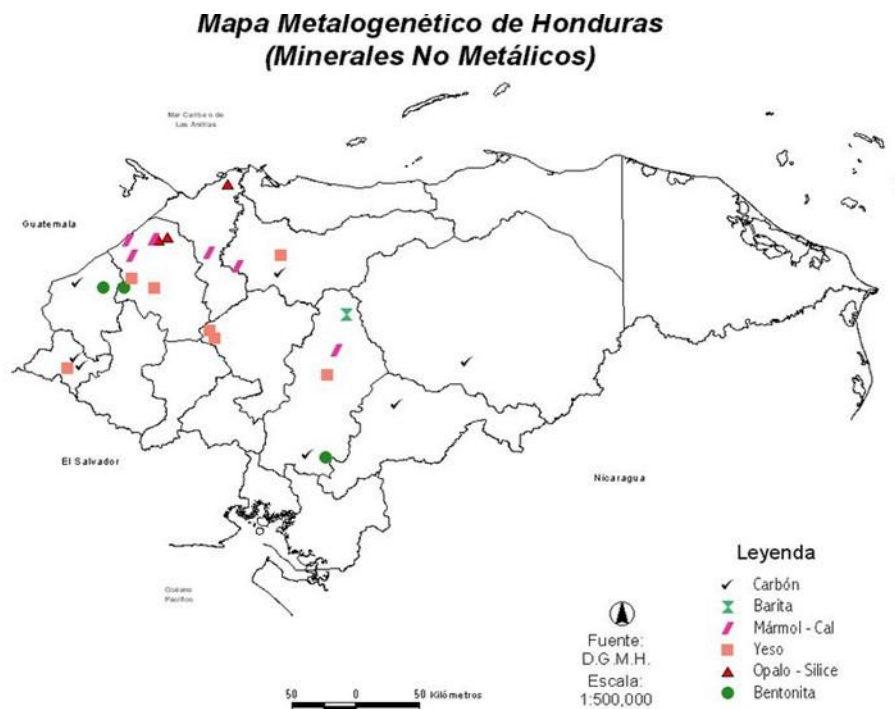 Mapa Metalogenético de Honduras
(Minerales No Metálicos)
Mar Caribe o de
Las Antillas
Guatemala
El Salvador
Nicaragua
Océano
Pacífico
Leyenda
Carbón
Barita
Mármol - Cal
Yeso
Opalo - Silice
Bentonita
Fuente:
D.G.M.H.
Escala:
1:500,000
50 0 50 Kilómetros